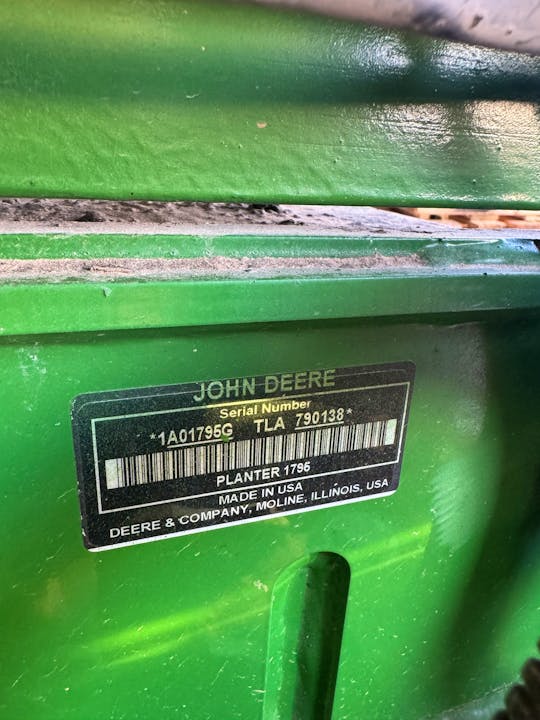 JOHN DEERE
Serial Number
*1A01795G TLA 790138*
PLANTER 1795
MADE IN USA
DEERE & COMPANY, MOLINE, ILLINOIS, USA